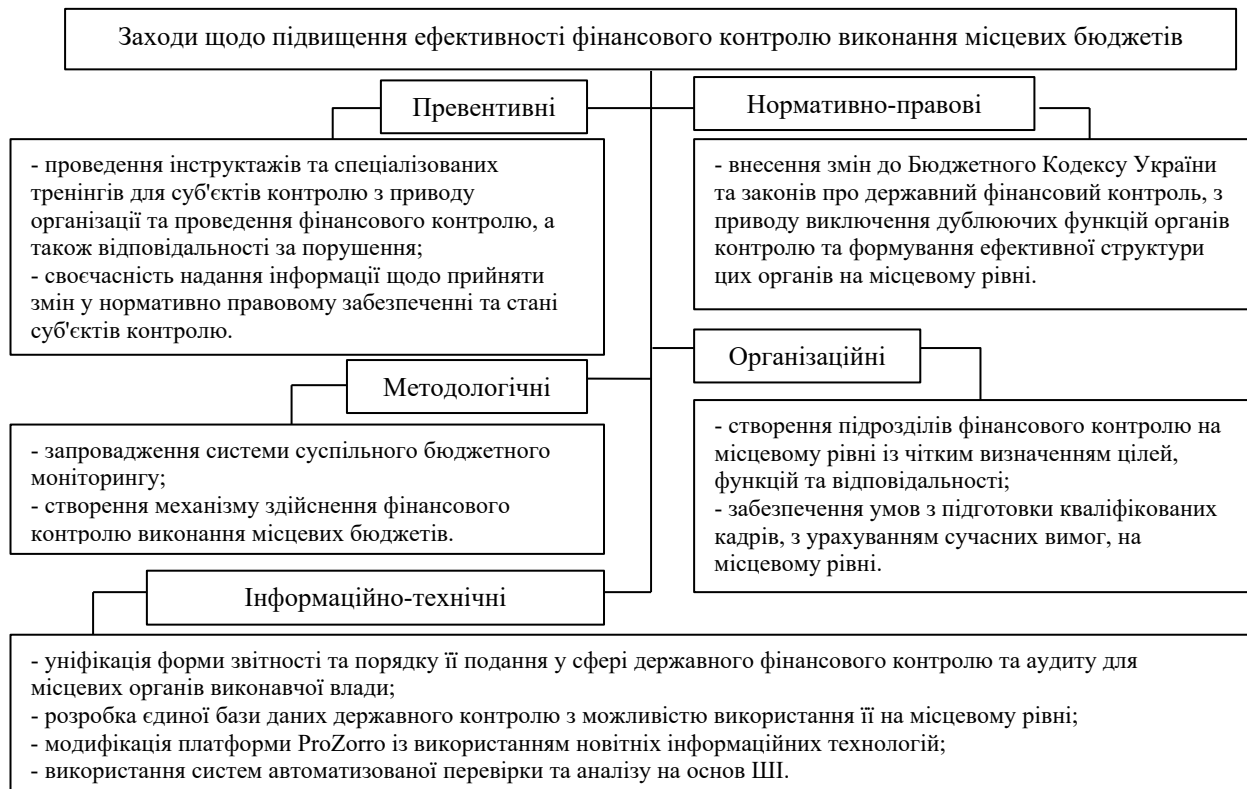 Заходи щодо підвищення ефективності фінансового контролю виконання місцевих бюджетів
Превентивні
- проведення інструктажів та спеціалізованих
тренінгів для суб'єктів контролю з приводу
організації та проведення фінансового контролю, а
також відповідальності за порушення;
- своєчасність надання інформації щодо прийняти
змін у нормативно правовому забезпеченні та стані
суб'єктів контролю.
Нормативно-правові
- внесення змін до Бюджетного Кодексу України
та законів про державний фінансовий контроль, з
приводу виключення дублюючих функцій органів
контролю та формування ефективної структури
цих органів на місцевому рівні.
Методологічні
- запровадження системи суспільного бюджетного
моніторингу;
- створення механізму здійснення фінансового
контролю виконання місцевих бюджетів.
Організаційні
- створення підрозділів фінансового контролю на
місцевому рівні із чітким визначенням цілей,
функцій та відповідальності;
- забезпечення умов з підготовки кваліфікованих
кадрів, з урахуванням сучасних вимог, на
місцевому рівні.
Інформаційно-технічні
- уніфікація форми звітності та порядку її подання у сфері державного фінансового контролю та аудиту для
місцевих органів виконавчої влади;
- розробка єдиної бази даних державного контролю з можливістю використання її на місцевому рівні;
- модифікація платформи ProZorro із використанням новітніх інформаційних технологій;
- використання систем автоматизованої перевірки та аналізу на основ ШІ.